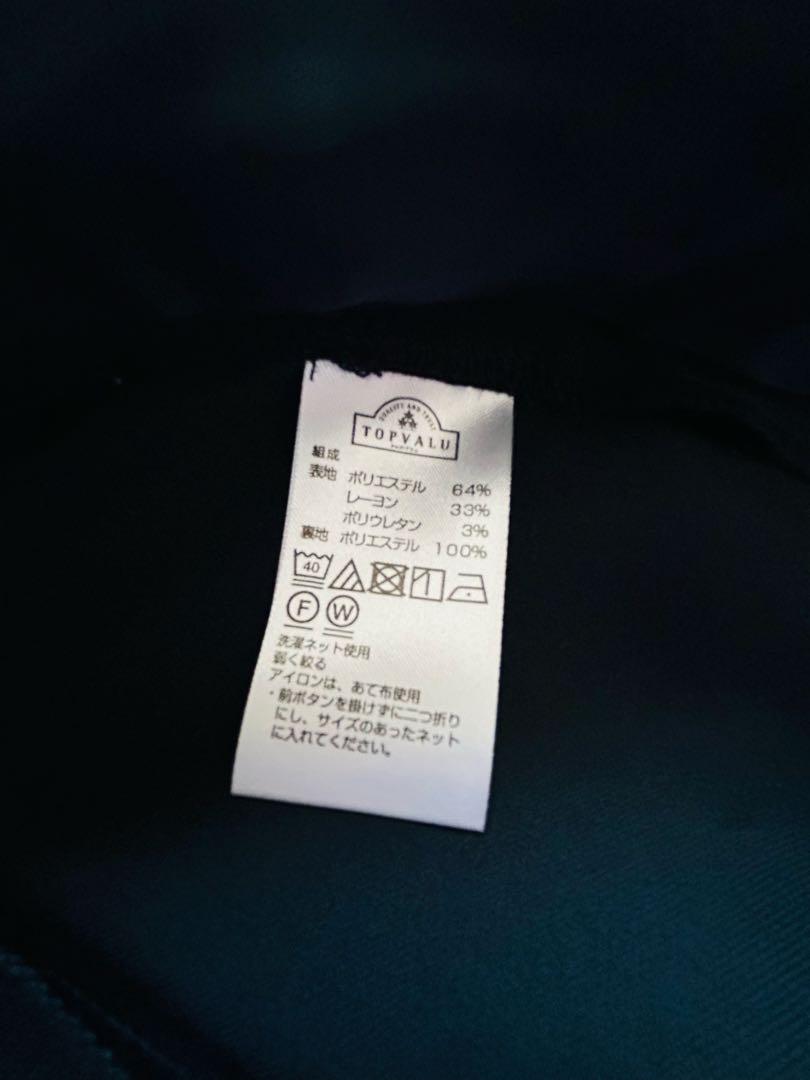 QUALITY AND TRUST
TOPVALU
組成
表地 ポリエステル 64%
レーヨン 33%
ポリウレタン 3%
裏地 ポリエステル 100%
40
F W
洗濯ネット使用
弱く絞る
アイロンは、あて布使用
・前ボタンを掛けずに二つ折り
にし、サイズのあったネット
に入れてください。